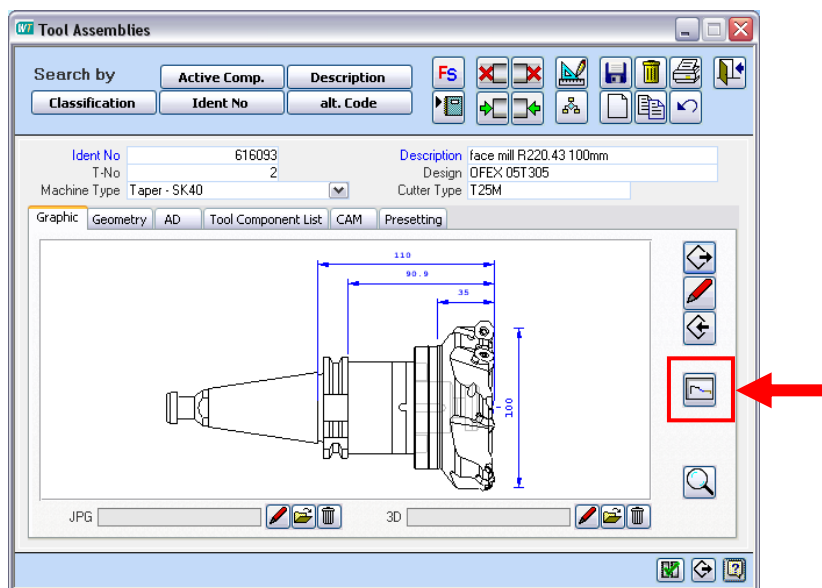 WT Tool Assemblies
Search by
Active Comp.
Description
FS
Classification
Ident No
alt. Code
Ident No 616093
Description face mill R220.43 100mm
T-No 2
Design OFEX 05T305
Machine Type Taper - SK40
Cutter Type T25M
Graphic Geometry AD Tool Component List CAM Presetting
110
90.9
35
100
JPG
3D